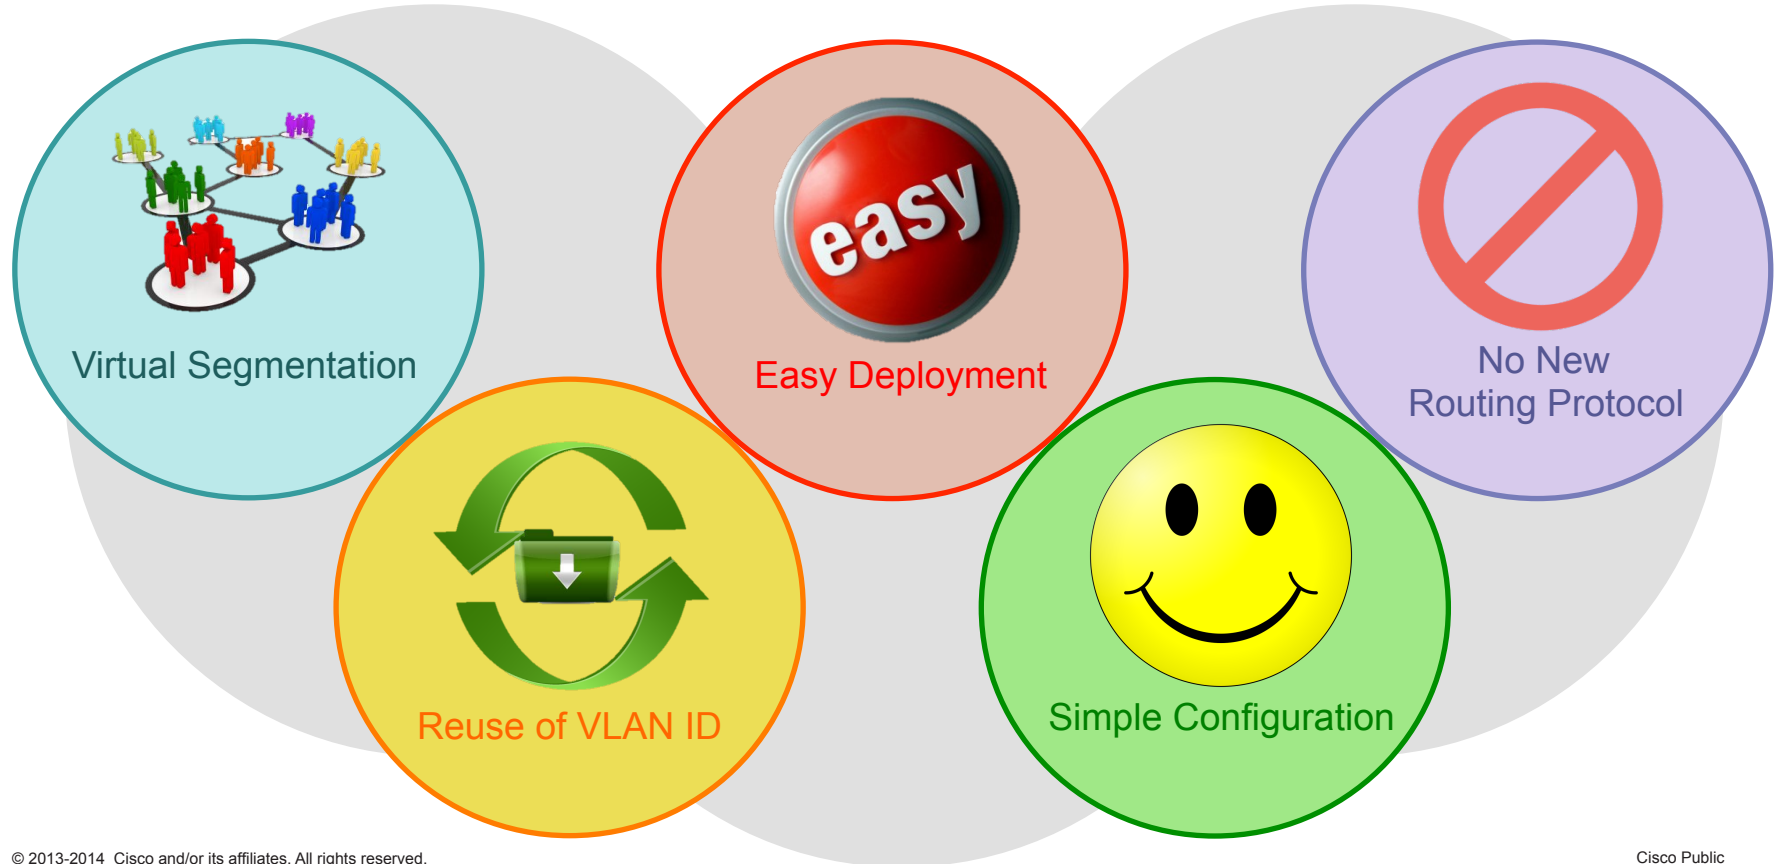 easy
Virtual Segmentation
Easy Deployment
No New
Routing Protocol
Reuse of VLAN ID
Simple Configuration
© 2013-2014 Cisco and/or its affiliates. All rights reserved.
Cisco Public